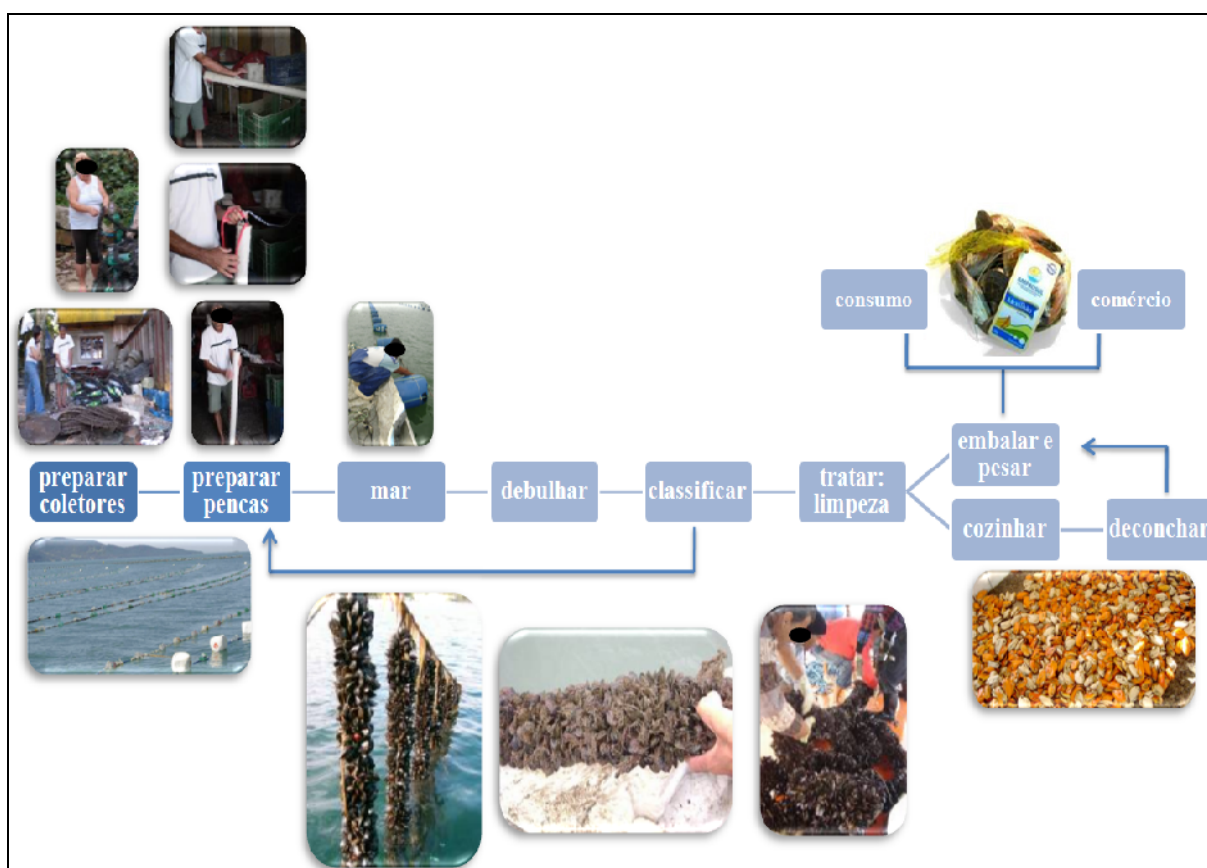 consumo
comércio
embalar e
pesar
preparar
coletores
preparar
pencas
mar
debulhar
classificar
tratar:
limpeza
cozinhar
deconchar